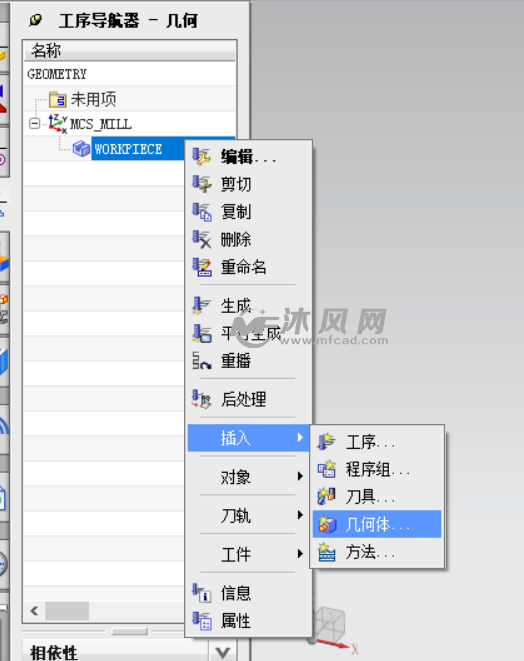 工序导航器 - 几何
名称
GEOMETRY
未用项
MCS_MILL
WORKPIECE
编辑...
剪切
复制
删除
重命名
生成
平行生成
重播
后处理
插入
对象
刀轨
工件
信息
属性
工序...
程序组...
刀具...
几何体...
方法...
沐风网
www.mfcad.com
相依性
X